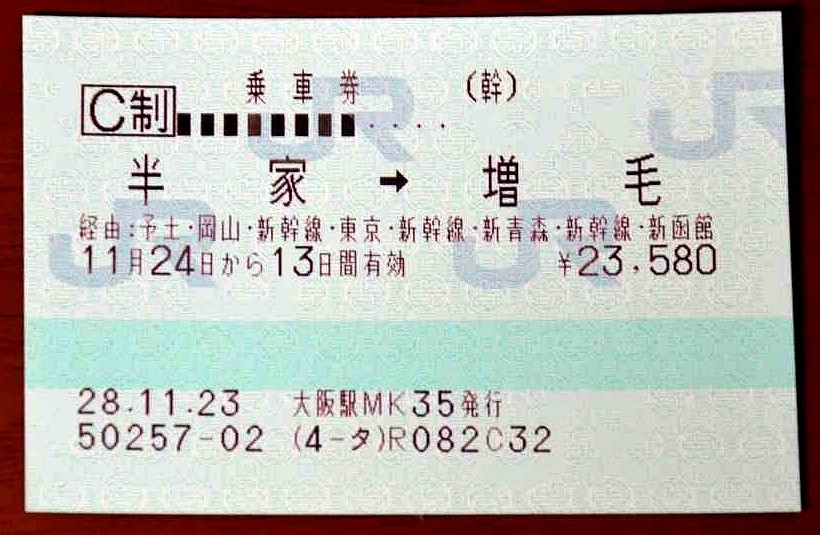 乗車券 (幹)
C制
半家 → 増毛
経由:予土・岡山・新幹線・東京・新幹線・新青森・新幹線・新函館
11月24日から13日間有効 ¥23,580
28.11.23 大阪駅MK35発行
50257-02 (4-タ)R082C32